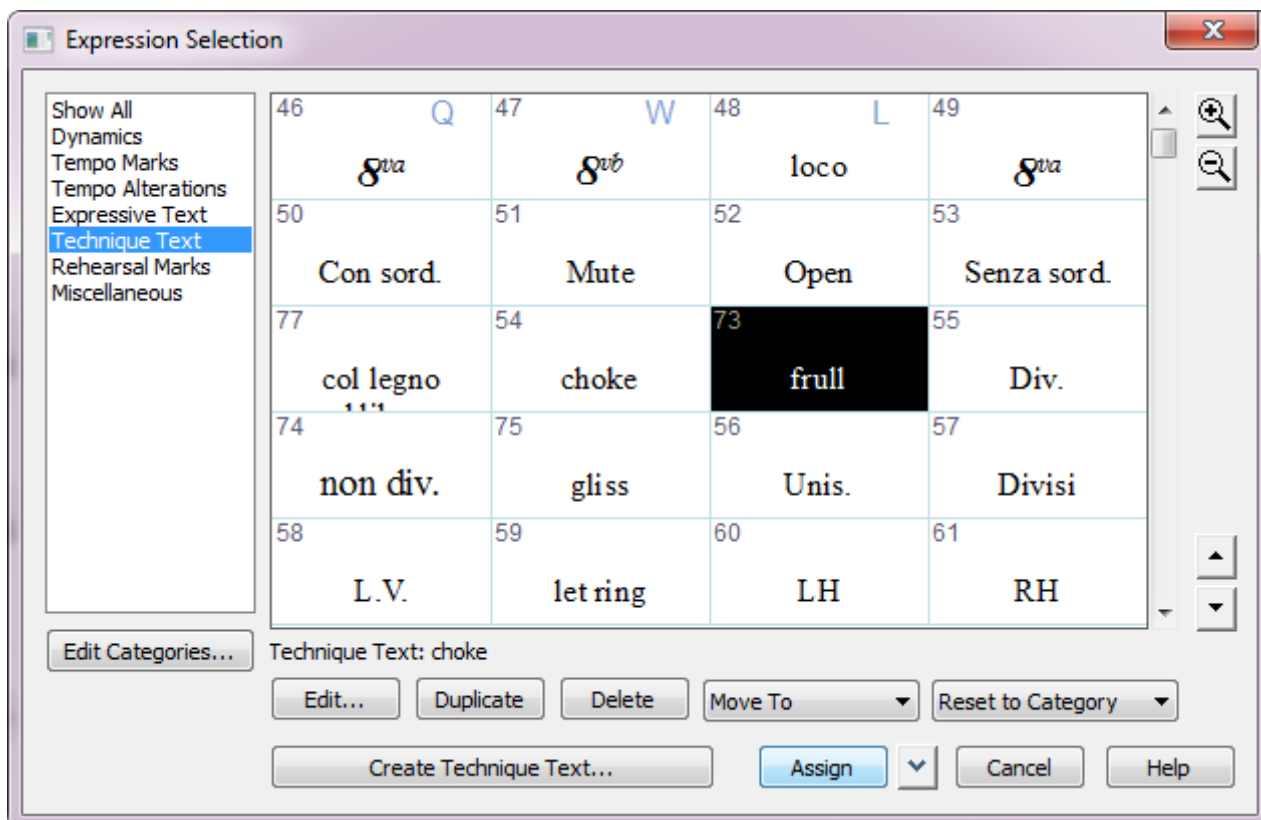 Expression Selection
Show All
Dynamics
Tempo Marks
Tempo Alterations
Expressive Text
Technique Text
Rehearsal Marks
Miscellaneous
46 Q 47 W 48 L 49
8va 8vb loco 8va
50 51 52 53
Con sord. Mute Open Senza sord.
77 54 73 55
col legno choke frull Div.
74 75 56 57
non div. gliss Unis. Divisi
58 59 60 61
L.V. let ring LH RH
Edit Categories... Technique Text: choke
Edit... Duplicate Delete Move To Reset to Category
Create Technique Text... Assign Cancel Help